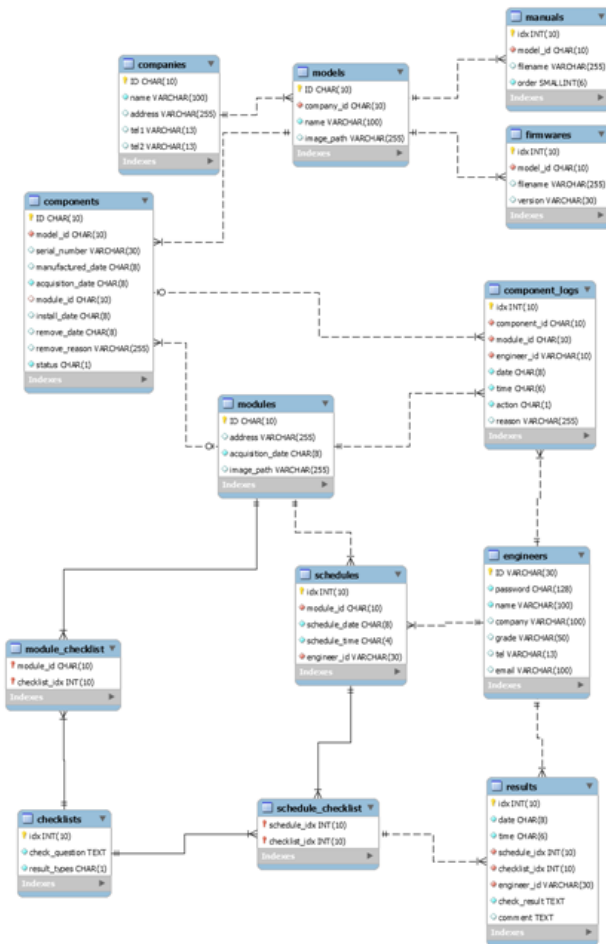 manuals
idx INT(10)
model_id CHAR(10)
filename VARCHAR(255)
order SMALLINT(6)
Indexes
companies
ID CHAR(10)
name VARCHAR(100)
address VARCHAR(255)
tel1 VARCHAR(13)
tel2 VARCHAR(13)
Indexes
models
ID CHAR(10)
company_id CHAR(10)
name VARCHAR(100)
image_path VARCHAR(255)
Indexes
firmwares
idx INT(10)
model_id CHAR(10)
filename VARCHAR(255)
version VARCHAR(30)
Indexes
components
ID CHAR(10)
model_id CHAR(10)
serial_number VARCHAR(30)
manufactured_date CHAR(8)
acquisition_date CHAR(8)
module_id CHAR(10)
install_date CHAR(8)
remove_date CHAR(8)
remove_reason VARCHAR(255)
status CHAR(1)
Indexes
component_logs
idx INT(10)
component_id CHAR(10)
module_id CHAR(10)
engineer_id VARCHAR(10)
date CHAR(8)
time CHAR(6)
action CHAR(1)
reason VARCHAR(255)
Indexes
modules
ID CHAR(10)
address VARCHAR(255)
acquisition_date CHAR(8)
image_path VARCHAR(255)
Indexes
engineers
ID VARCHAR(30)
password CHAR(128)
name VARCHAR(100)
company VARCHAR(100)
grade VARCHAR(50)
tel VARCHAR(13)
email VARCHAR(100)
Indexes
schedules
idx INT(10)
module_id CHAR(10)
schedule_date CHAR(8)
schedule_time CHAR(4)
engineer_id VARCHAR(30)
Indexes
module_checklist
module_id CHAR(10)
checklist_idx INT(10)
Indexes
checklists
idx INT(10)
check_question TEXT
result_types CHAR(1)
Indexes
schedule_checklist
schedule_idx INT(10)
checklist_idx INT(10)
Indexes
results
idx INT(10)
date CHAR(8)
time CHAR(6)
schedule_idx INT(10)
checklist_idx INT(10)
engineer_id VARCHAR(30)
check_result TEXT
comment TEXT
Indexes